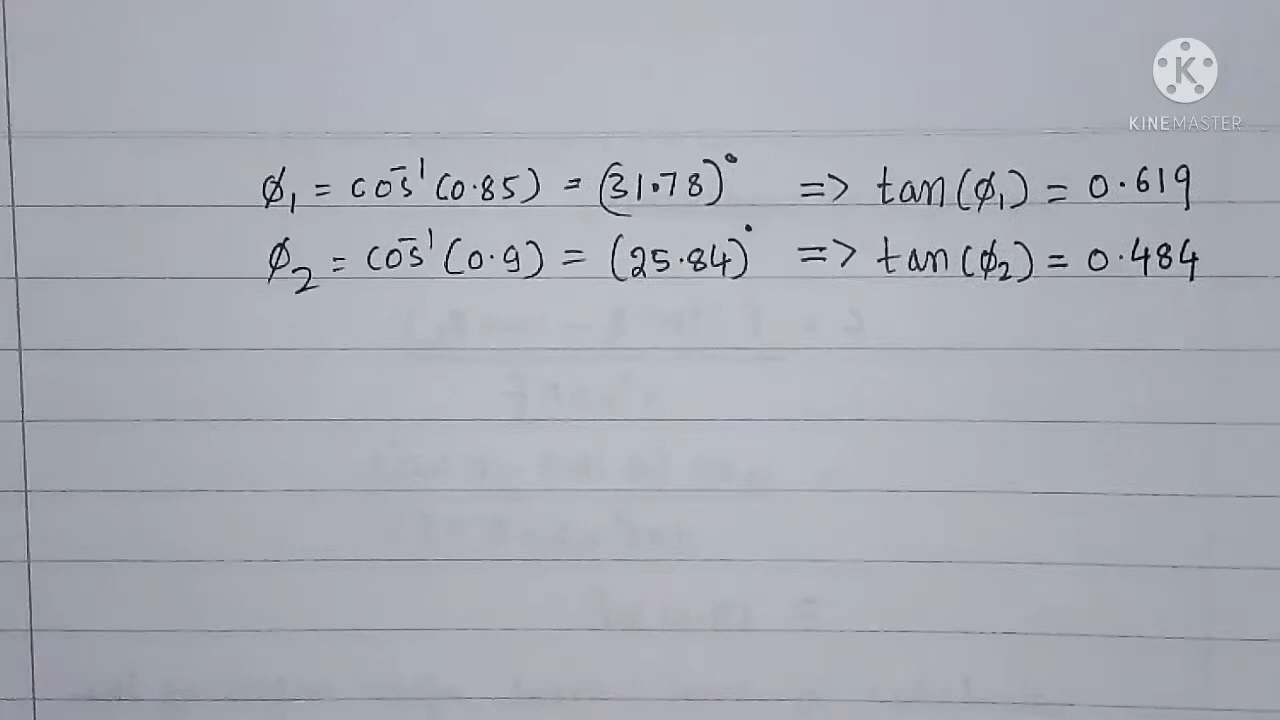 K
KINEMASTER
ϕ₁ = cos⁻¹(0.85) = (31.78)° => tan(ϕ₁) = 0.619
ϕ₂ = cos⁻¹(0.9) = (25.84)° => tan(ϕ₂) = 0.484